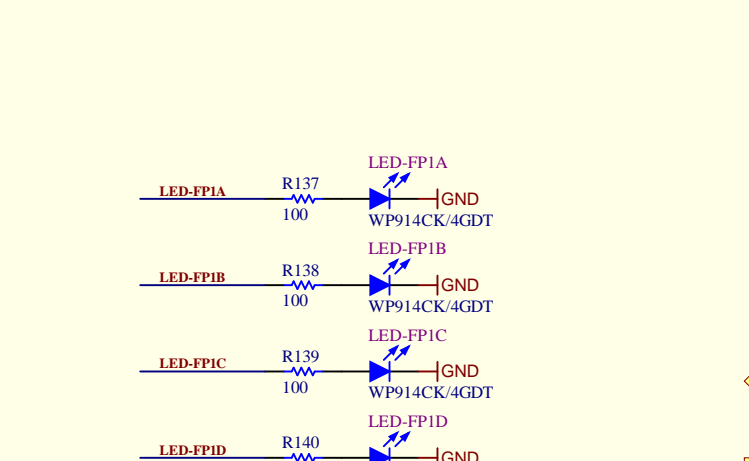 LED-FP1A
LED-FP1A
R137
100
GND
WP914CK/4GDT
LED-FP1B
LED-FP1B
R138
100
GND
WP914CK/4GDT
LED-FP1C
LED-FP1C
R139
100
GND
WP914CK/4GDT
LED-FP1D
LED-FP1D
R140
GND